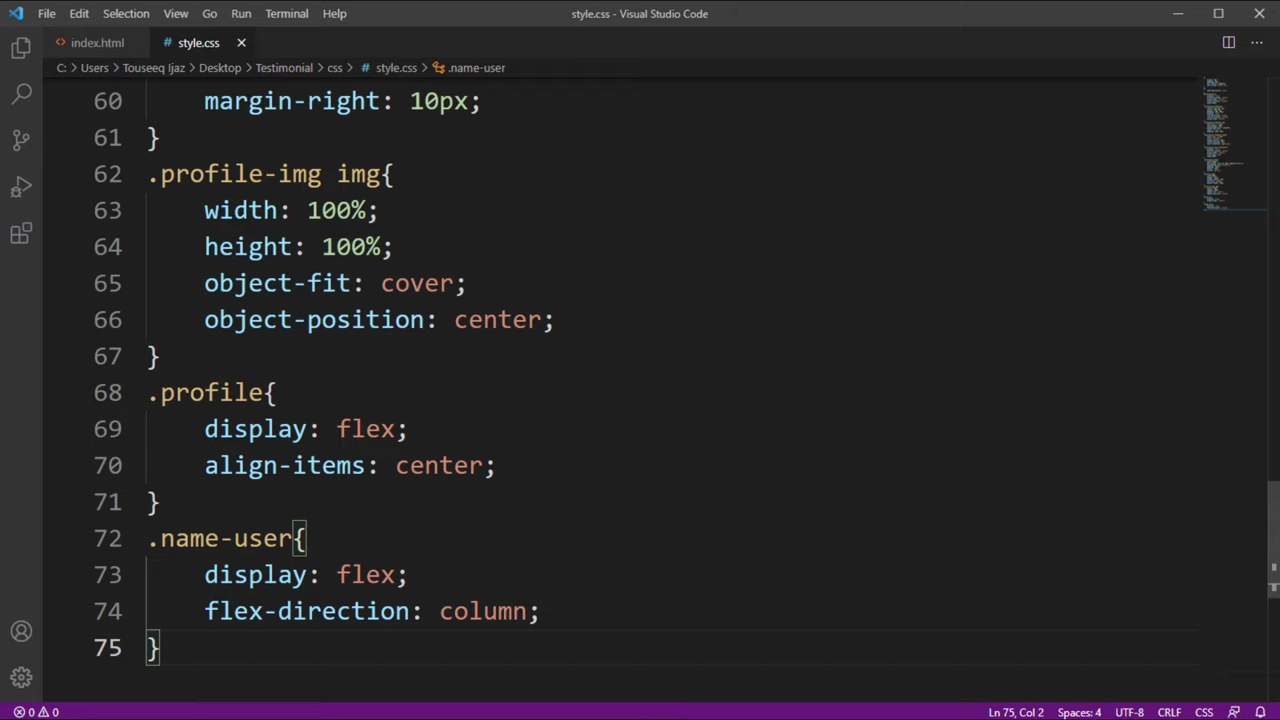 File Edit Selection View Go Run Terminal Help style.css - Visual Studio Code
index.html # style.css
C: > Users > Touseeq Ijaz > Desktop > Testimonial > css > # style.css > .name-user
60 margin-right: 10px;
61 }
62 .profile-img img{
63 width: 100%;
64 height: 100%;
65 object-fit: cover;
66 object-position: center;
67 }
68 .profile{
69 display: flex;
70 align-items: center;
71 }
72 .name-user{
73 display: flex;
74 flex-direction: column;
75 }
0 0 Ln 75, Col 2 Spaces: 4 UTF-8 CRLF CSS